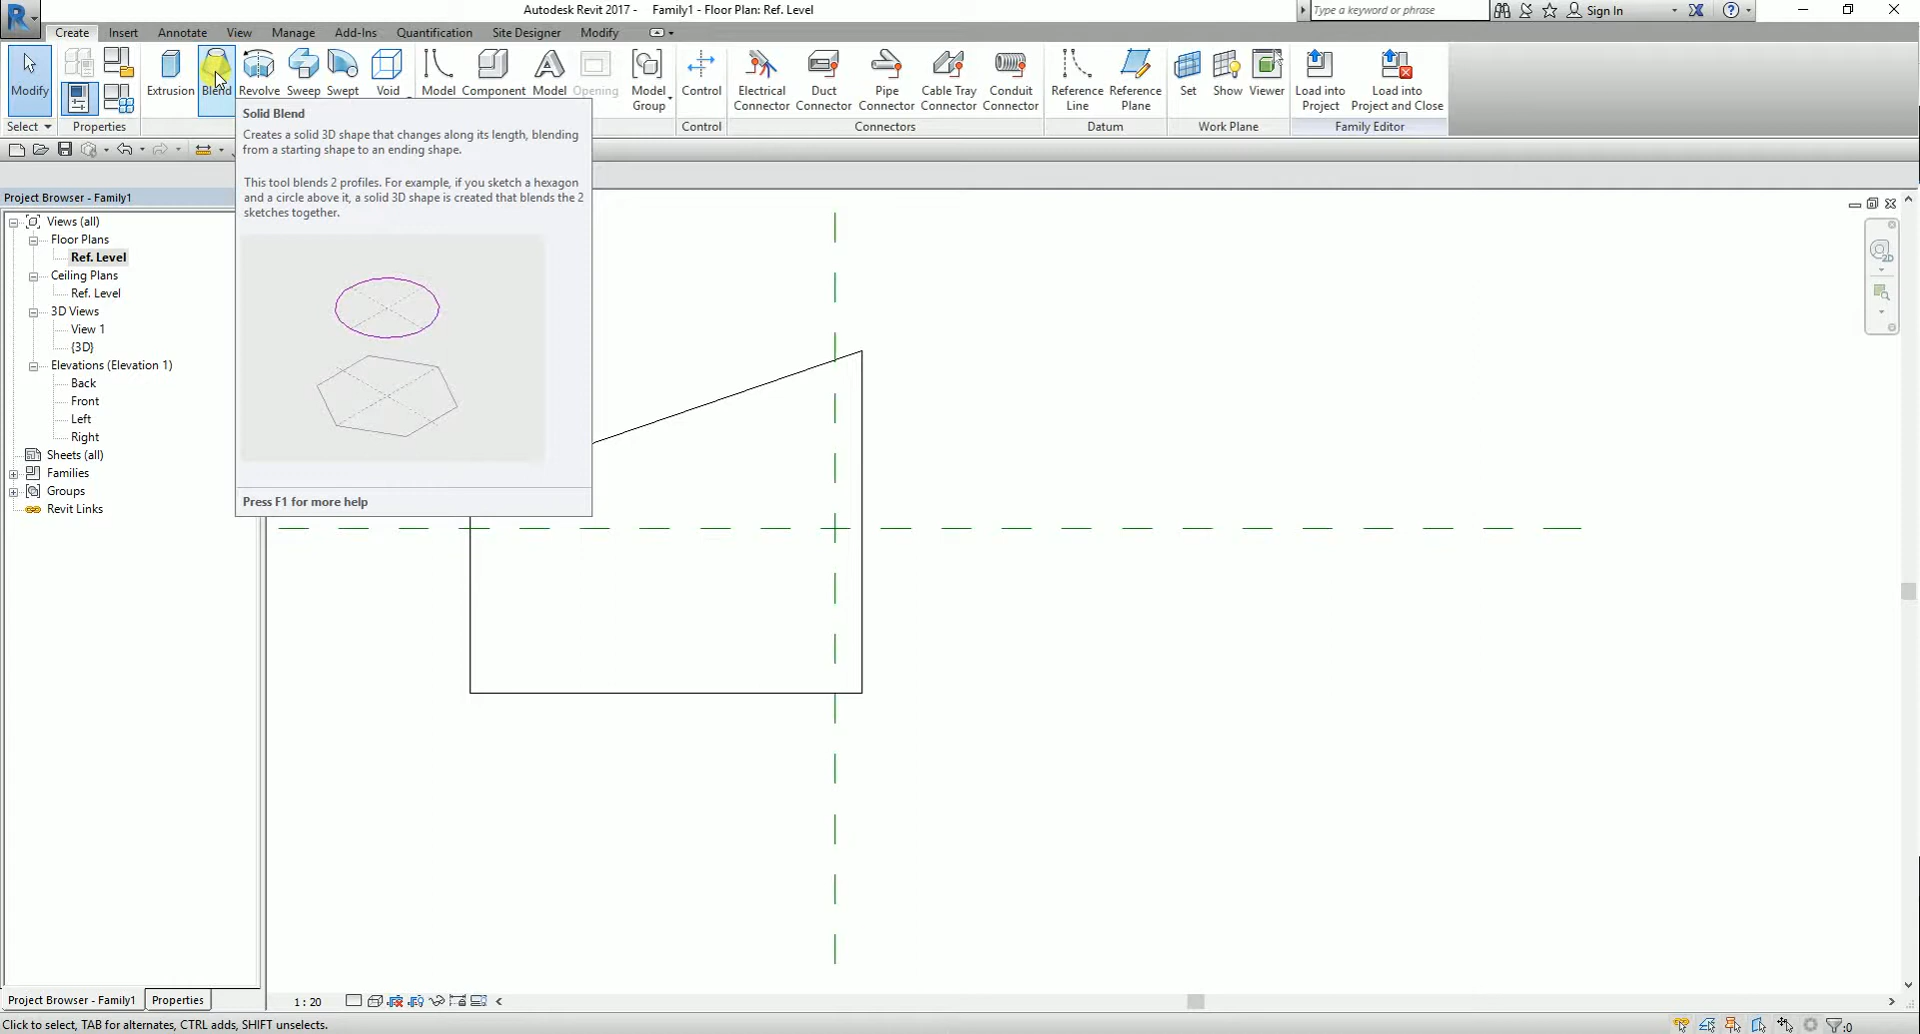 Autodesk Revit 2017 - Family1 - Floor Plan: Ref. Level
Type a keyword or phrase
Sign In
Create Insert Annotate View Manage Add-Ins Quantification Site Designer Modify
Modify Extrusion Blend Revolve Sweep Swept Void Model Component Model Opening Model Group Control Electrical Connector Duct Connector Pipe Connector Cable Tray Connector Conduit Connector Reference Line Reference Plane Set Show Viewer Load into Project Load into Project and Close
Select Properties Control Connectors Datum Work Plane Family Editor
Solid Blend
Creates a solid 3D shape that changes along its length, blending
from a starting shape to an ending shape.
This tool blends 2 profiles. For example, if you sketch a hexagon
and a circle above it, a solid 3D shape is created that blends the 2
sketches together.
Press F1 for more help
Project Browser - Family1
Views (all)
Floor Plans
Ref. Level
Ceiling Plans
Ref. Level
3D Views
View 1
{3D}
Elevations (Elevation 1)
Back
Front
Left
Right
Sheets (all)
Families
Groups
Revit Links
2D
Project Browser - Family1 Properties
1 : 20
Click to select, TAB for alternates, CTRL adds, SHIFT unselects.
:0